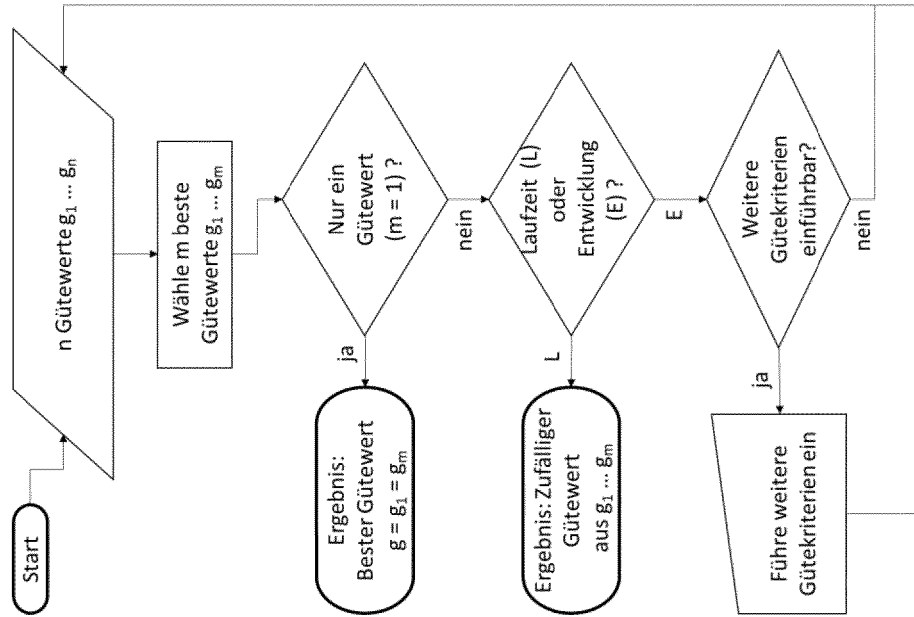 Start
n Gütewerte g₁ ... gₙ
Wähle m beste
Gütewerte g₁ ... gₘ
Nur ein
Gütewert
(m = 1) ?
ja
nein
Ergebnis:
Bester Gütewert
g = g₁ = gₘ
Laufzeit (L)
oder
Entwicklung
(E) ?
L
E
Ergebnis: Zufälliger
Gütewert
aus g₁ ... gₘ
Weitere
Gütekriterien
einführbar?
ja
nein
Führe weitere
Gütekriterien ein